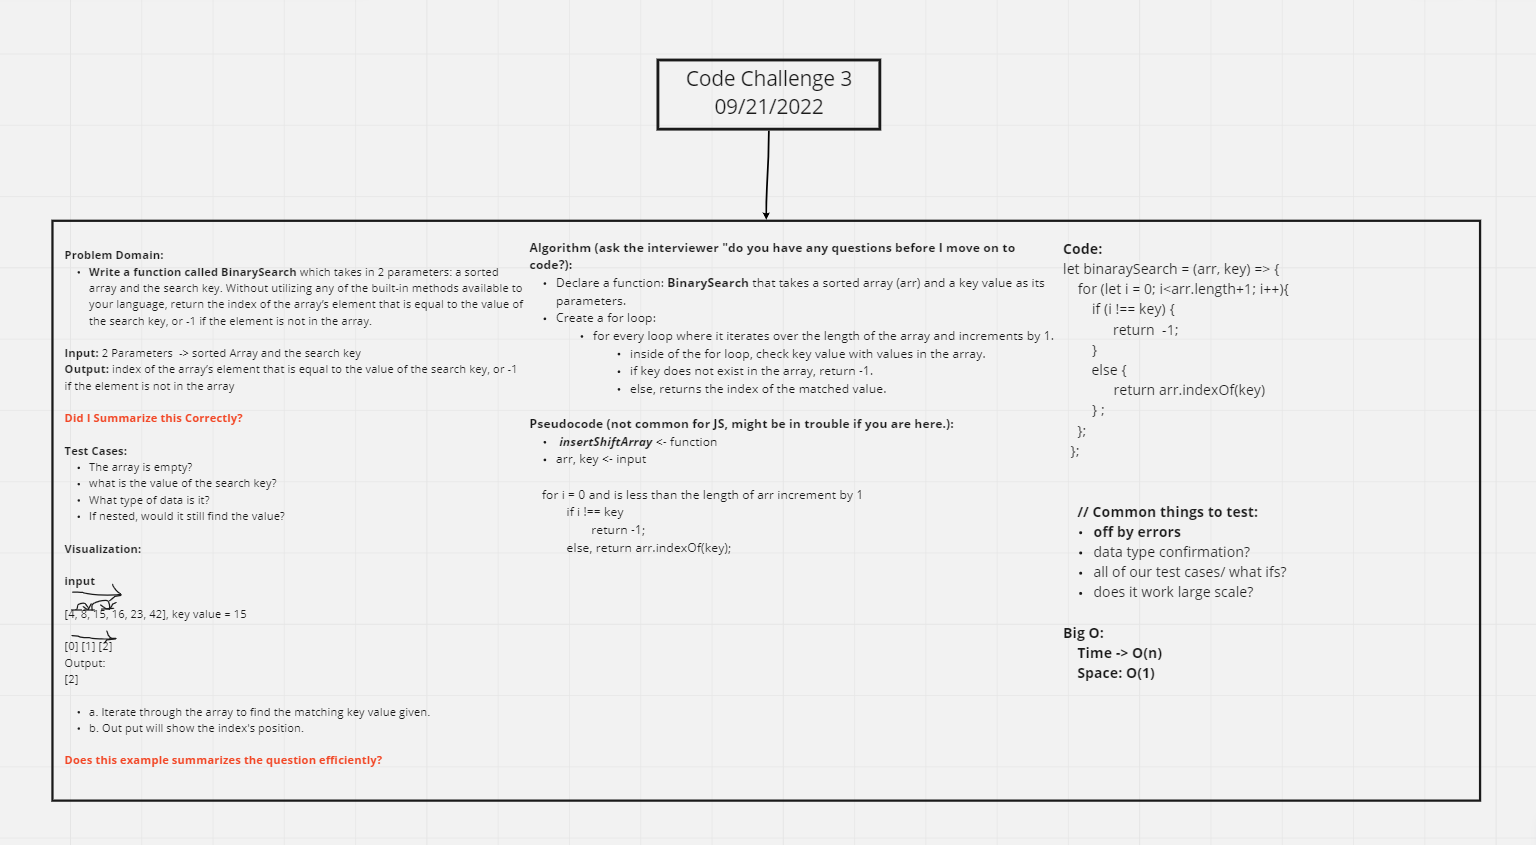 Code Challenge 3
09/21/2022
Problem Domain:
• Write a function called BinarySearch which takes in 2 parameters: a sorted
array and the search key. Without utilizing any of the built-in methods available to
your language, return the index of the array's element that is equal to the value of
the search key, or -1 if the element is not in the array.
Input: 2 Parameters -> sorted Array and the search key
Output: index of the array's element that is equal to the value of the search key, or -1
if the element is not in the array
Did I Summarize this Correctly?
Test Cases:
• The array is empty?
• what is the value of the search key?
• What type of data is it?
• If nested, would it still find the value?
Visualization:
input
[4, 8, 15, 16, 23, 42], key value = 15
[0] [1] [2]
Output:
[2]
• a. Iterate through the array to find the matching key value given.
• b. Out put will show the index's position.
Does this example summarizes the question efficiently?
Algorithm (ask the interviewer "do you have any questions before I move on to
code?):
• Declare a function: BinarySearch that takes a sorted array (arr) and a key value as its
parameters.
• Create a for loop:
• for every loop where it iterates over the length of the array and increments by 1.
• inside of the for loop, check key value with values in the array.
• if key does not exist in the array, return -1.
• else, returns the index of the matched value.
Pseudocode (not common for JS, might be in trouble if you are here.):
• insertShiftArray <- function
• arr, key <- input
for i = 0 and is less than the length of arr increment by 1
if i !== key
return -1;
else, return arr.indexOf(key);
Code:
let binaraySearch = (arr, key) => {
for (let i = 0; i<arr.length+1; i++){
if (i !== key) {
return -1;
}
else {
return arr.indexOf(key)
} ;
};
};
// Common things to test:
• off by errors
• data type confirmation?
• all of our test cases/ what ifs?
• does it work large scale?
Big O:
Time -> O(n)
Space: O(1)